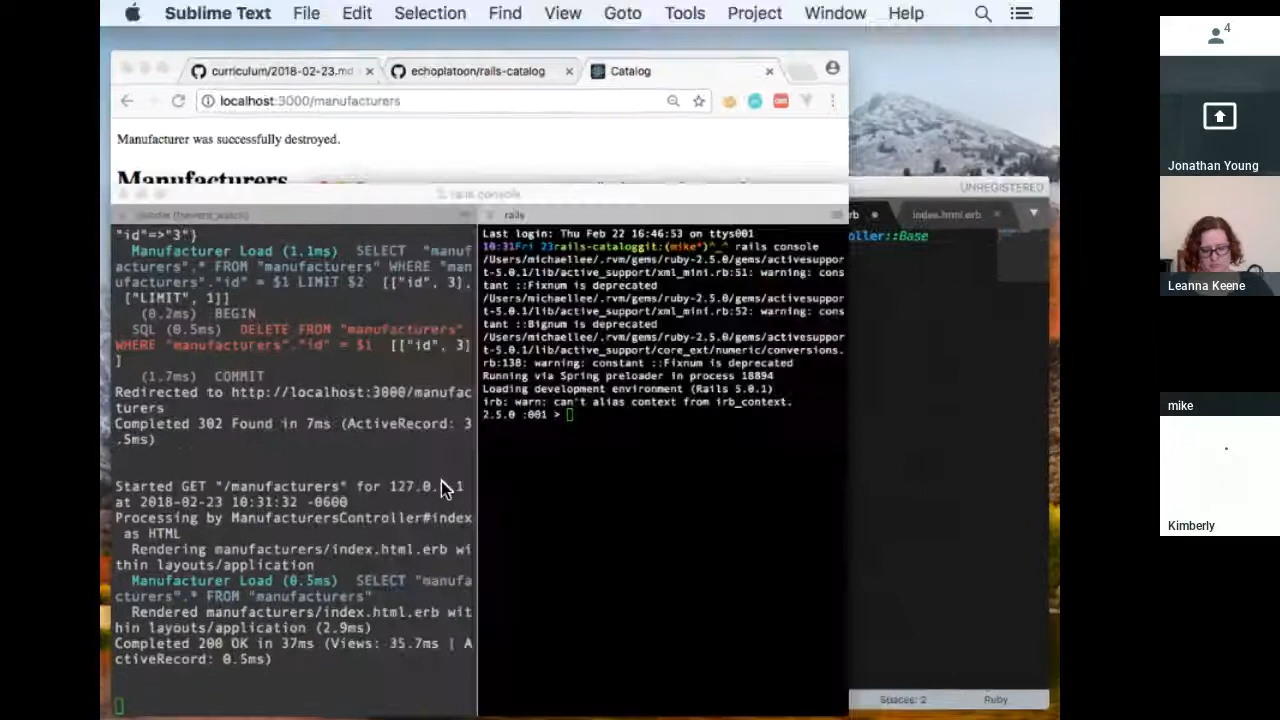 Sublime Text File Edit View Selection Find View Goto Tools Project Window Help
curriculum/2018-02-23.md
echoplatoon/rails-catalog
Catalog
localhost:3000/manufacturers
Manufacturer was successfully destroyed.
Manufacturers
rails console
UNREGISTERED
rails
rb
index.html.erb
oller::Base
"id"=>"3"}
Manufacturer Load (1.1ms) SELECT "manuf
acturers".* FROM "manufacturers" WHERE "man
ufacturers"."id" = $1 LIMIT $2 [["id", 3],
["LIMIT", 1]]
(0.2ms) BEGIN
SQL (0.5ms) DELETE FROM "manufacturers"
WHERE "manufacturers"."id" = $1 [["id", 3]
]
(1.7ms) COMMIT
Redirected to http://localhost:3000/manufac
turers
Completed 302 Found in 7ms (ActiveRecord: 3
.5ms)
Started GET "/manufacturers" for 127.0. 1
at 2018-02-23 10:31:32 -0600
Processing by ManufacturersController#index
as HTML
Rendering manufacturers/index.html.erb wi
thin layouts/application
Manufacturer Load (0.5ms) SELECT "manufa
cturers".* FROM "manufacturers"
Rendered manufacturers/index.html.erb wit
hin layouts/application (2.9ms)
Completed 200 OK in 37ms (Views: 35.7ms | A
ctiveRecord: 0.5ms)
Last login: Thu Feb 22 16:46:53 on ttys001
10:31Fri 23rails-cataloggit:(mike*)^_^ rails console
/Users/michaellee/.rvm/gems/ruby-2.5.0/gems/activesuppor
t-5.0.1/lib/active_support/xml_mini.rb:51: warning: cons
tant ::Fixnum is deprecated
/Users/michaellee/.rvm/gems/ruby-2.5.0/gems/activesuppor
t-5.0.1/lib/active_support/xml_mini.rb:52: warning: cons
tant ::Bignum is deprecated
/Users/michaellee/.rvm/gems/ruby-2.5.0/gems/activesuppor
t-5.0.1/lib/active_support/core_ext/numeric/conversions.
rb:138: warning: constant ::Fixnum is deprecated
Running via Spring preloader in process 18894
Loading development environment (Rails 5.0.1)
irb: warn: can't alias context from irb_context.
2.5.0 :001 >
Spaces: 2
Ruby
4
Jonathan Young
Leanna Keene
mike
Kimberly